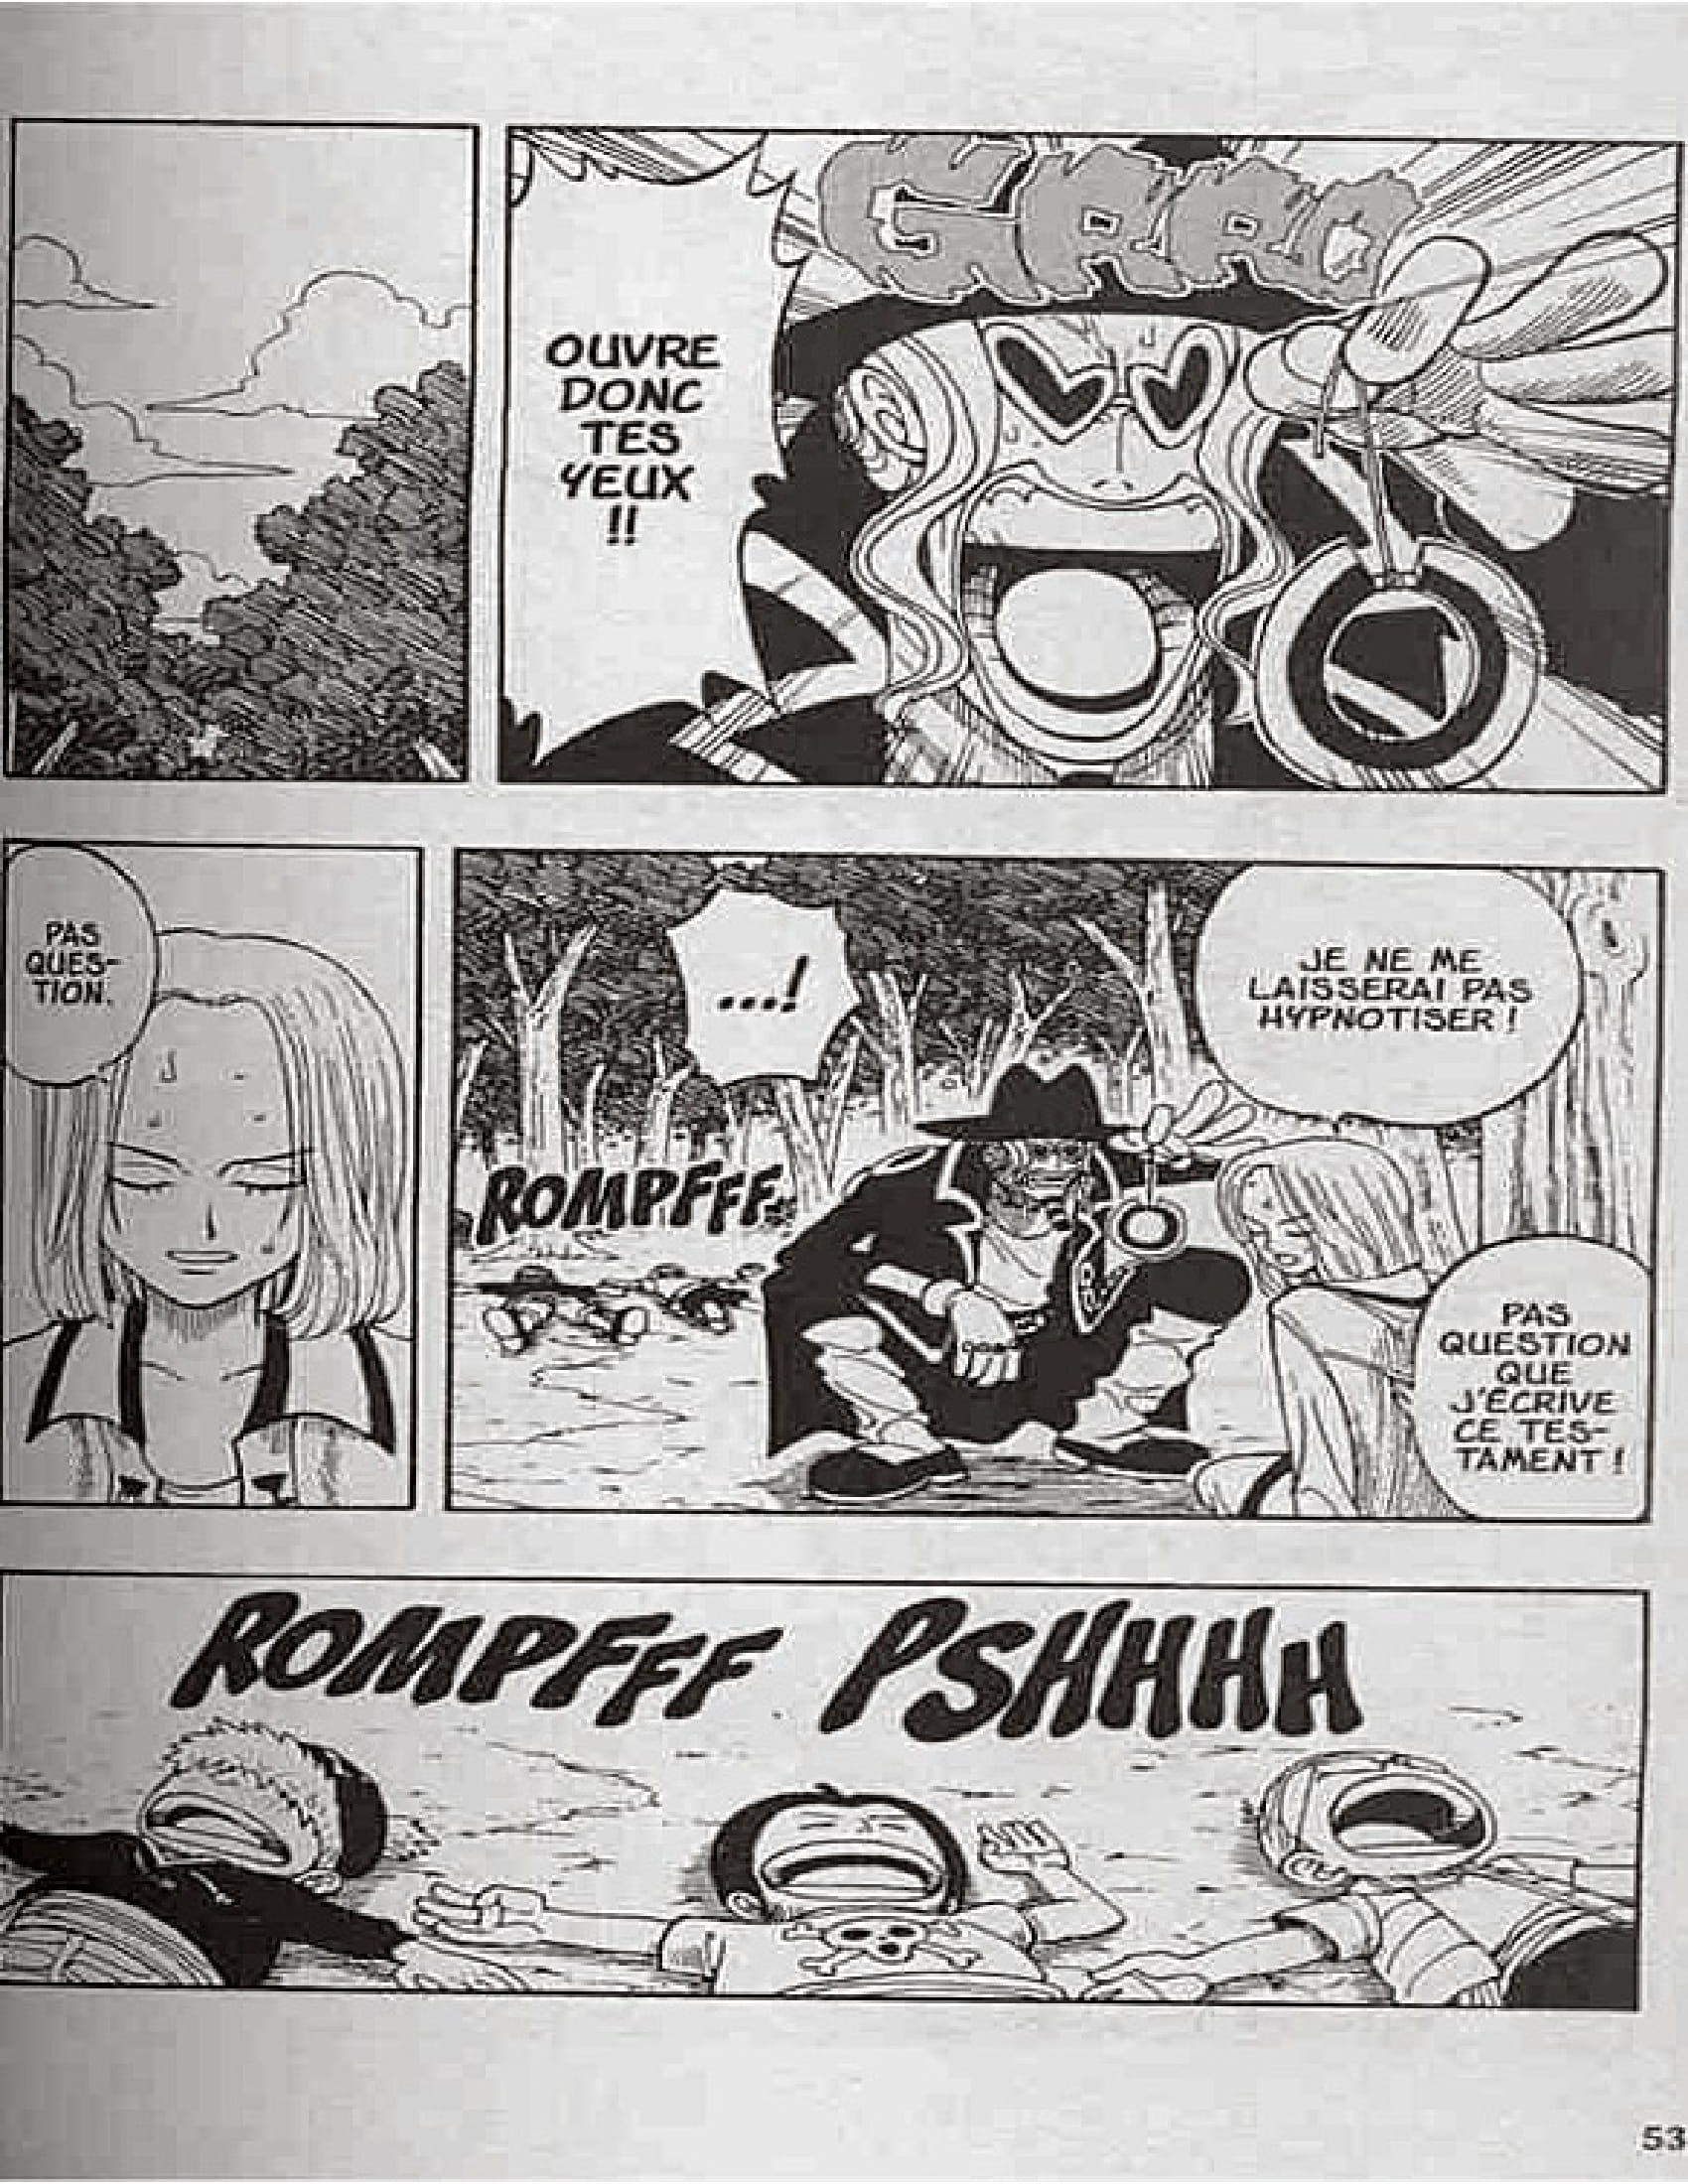 GRRR
OUVRE
DONC
TES
YEUX
!!
JE NE ME
LAISSERAI PAS
HYPNOTISER !
PAS
QUESTION
QUE
J'ÉCRIVE
CE TES-
TAMENT !
...!
ROMPFFF
PAS
QUES-
TION.
ROMPFFF PSHHHH
53